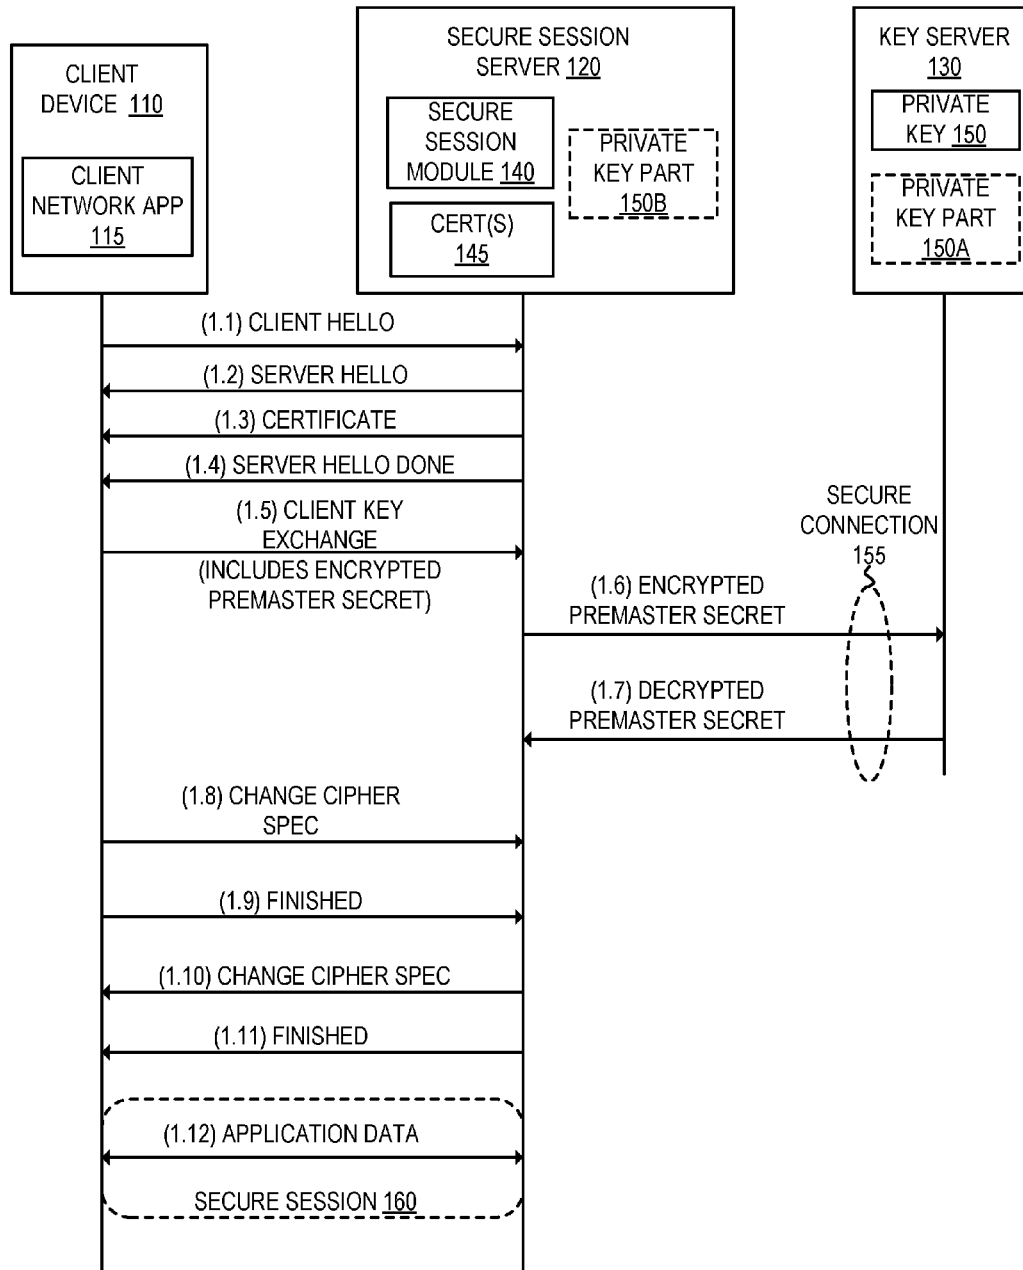 CLIENT
DEVICE 110
CLIENT
NETWORK APP
115
SECURE SESSION
SERVER 120
SECURE
SESSION
MODULE 140
PRIVATE
KEY PART
150B
CERT(S)
145
KEY SERVER
130
PRIVATE
KEY 150
PRIVATE
KEY PART
150A
(1.1) CLIENT HELLO
(1.2) SERVER HELLO
(1.3) CERTIFICATE
(1.4) SERVER HELLO DONE
(1.5) CLIENT KEY
EXCHANGE
(INCLUDES ENCRYPTED
PREMASTER SECRET)
SECURE
CONNECTION
155
(1.6) ENCRYPTED
PREMASTER SECRET
(1.7) DECRYPTED
PREMASTER SECRET
(1.8) CHANGE CIPHER
SPEC
(1.9) FINISHED
(1.10) CHANGE CIPHER SPEC
(1.11) FINISHED
(1.12) APPLICATION DATA
SECURE SESSION 160